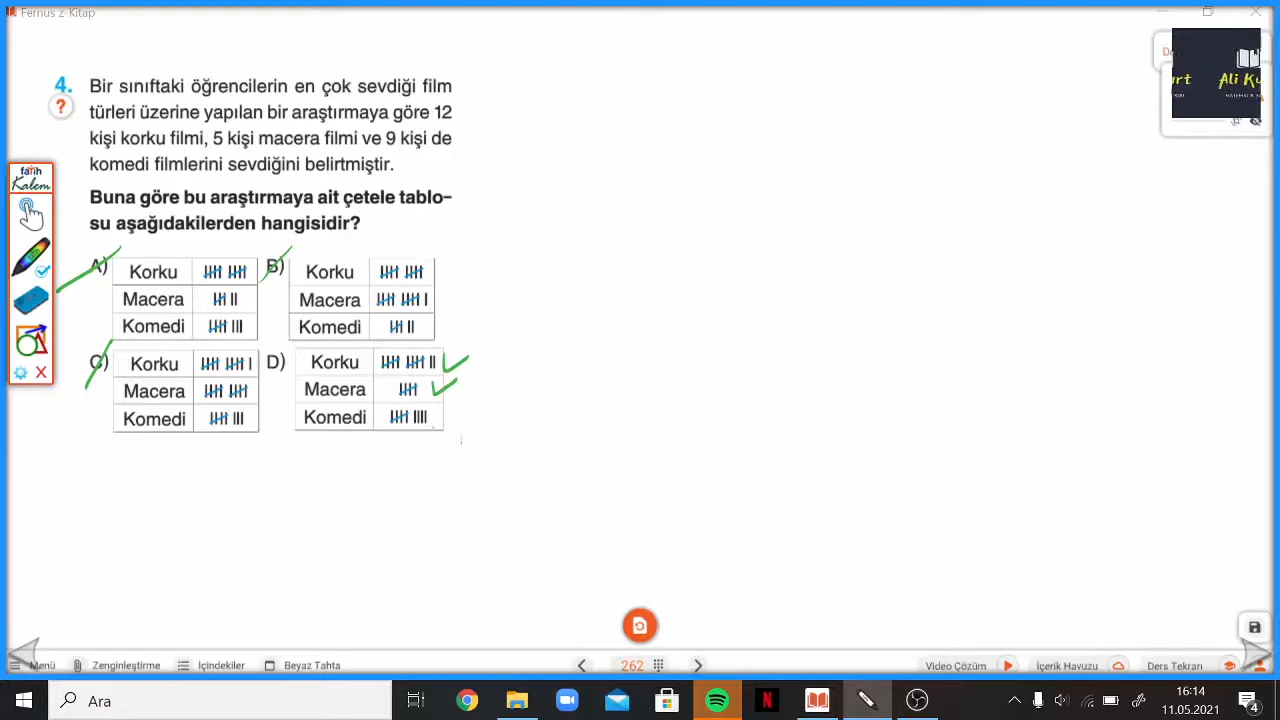 Fernus z-Kitap
4.
?
Bir sınıftaki öğrencilerin en çok sevdiği film
türleri üzerine yapılan bir araştırmaya göre 12
kişi korku filmi, 5 kişi macera filmi ve 9 kişi de
komedi filmlerini sevdiğini belirtmiştir.
Buna göre bu araştırmaya ait çetele tablo-
su aşağıdakilerden hangisidir?
fatih
Kalem
A)
Korku
Macera
Komedi
B)
Korku
Macera
Komedi
C)
Korku
Macera
Komedi
D)
Korku
Macera
Komedi
Menü
Zenginleştirme
İçindekiler
Beyaz Tahta
262
Video Çözüm
İçerik Havuzu
Ders Tekrarı
Ara
16:14
11.05.2021
4